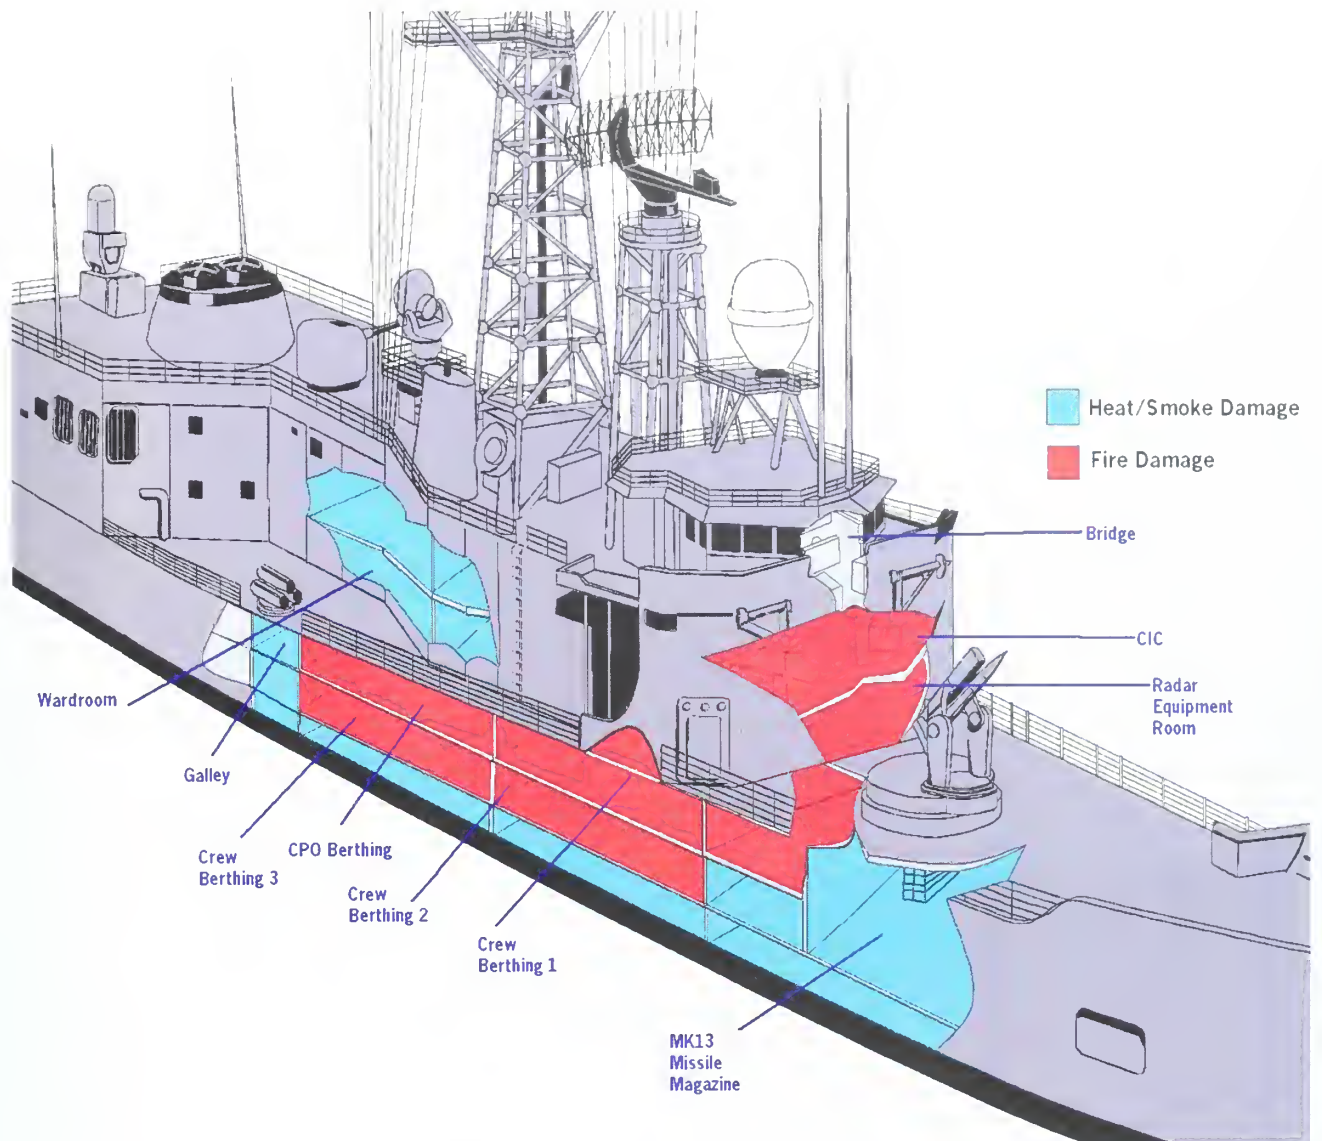 Heat/Smoke Damage
Fire Damage
Bridge
CIC
Radar
Equipment
Room
Wardroom
Galley
Crew
Berthing 3
CPO Berthing
Crew
Berthing 2
Crew
Berthing 1
MK13
Missile
Magazine